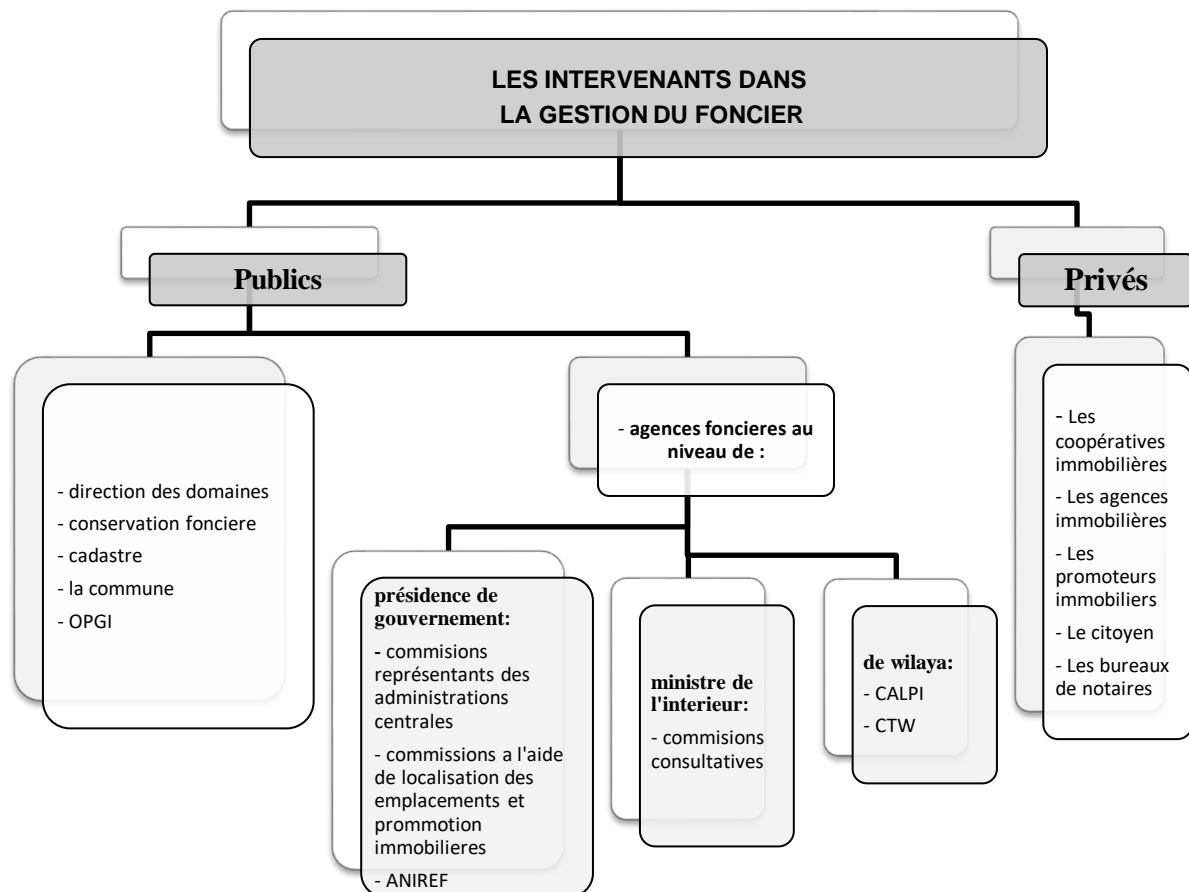 LES INTERVENANTS DANS
LA GESTION DU FONCIER
Publics
Privés
- direction des domaines
- conservation fonciere
- cadastre
- la commune
- OPGI
- agences foncieres au
niveau de :
présidence de
gouvernement:
- commisions
représentants des
administrations
centrales
- commissions a l'aide
de localisation des
emplacements et
prommotion
immobilieres
- ANIREF
ministre de
l'interieur:
- commisions
consultatives
de wilaya:
- CALPI
- CTW
- Les
coopératives
immobilières
- Les agences
immobilières
- Les
promoteurs
immobiliers
- Le citoyen
- Les bureaux
de notaires